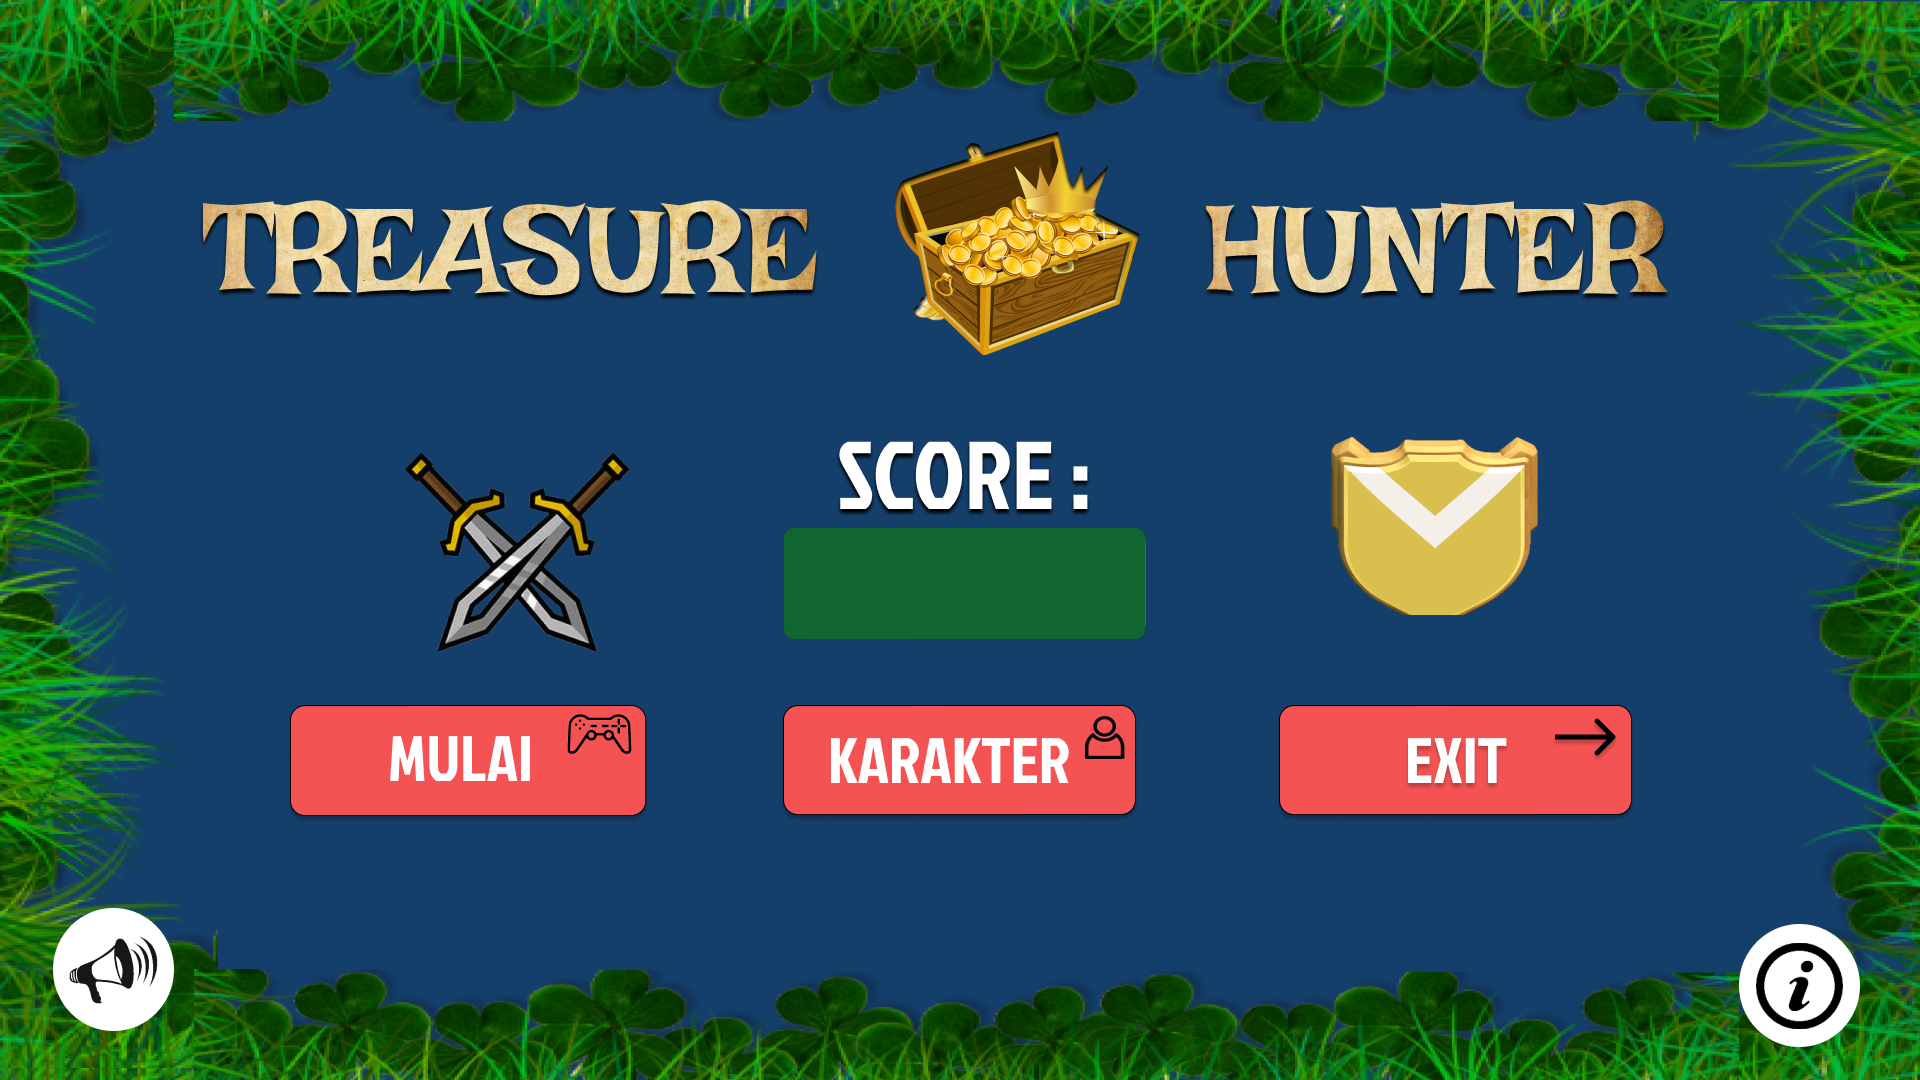 TREASURE HUNTER
SCORE :
MULAI
KARAKTER
EXIT
i